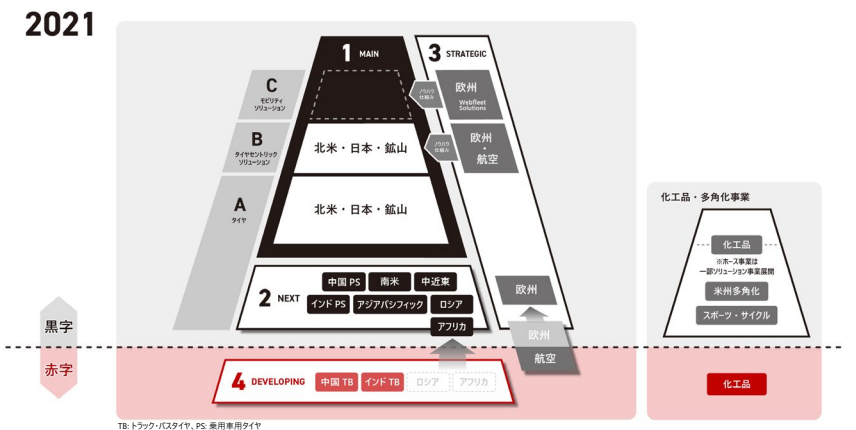 2021
1 MAIN
3 STRATEGIC
C
モビリティ
ソリューション
ノウハウ
仕組み
欧州
Webfleet
Solutions
B
タイヤセントリック
ソリューション
北米・日本・鉱山
ノウハウ
仕組み
欧州
・
航空
A
タイヤ
北米・日本・鉱山
化工品・多角化事業
化工品
※ホース事業は
一部ソリューション事業展開
米州多角化
スポーツ・サイクル
2 NEXT
中国 PS
南米
中近東
インド PS
アジアパシフィック
ロシア
アフリカ
欧州
欧州
航空
黒字
赤字
4 DEVELOPING
中国 TB
インド TB
ロシア
アフリカ
化工品
TB: トラック・バスタイヤ、PS: 乗用車用タイヤ